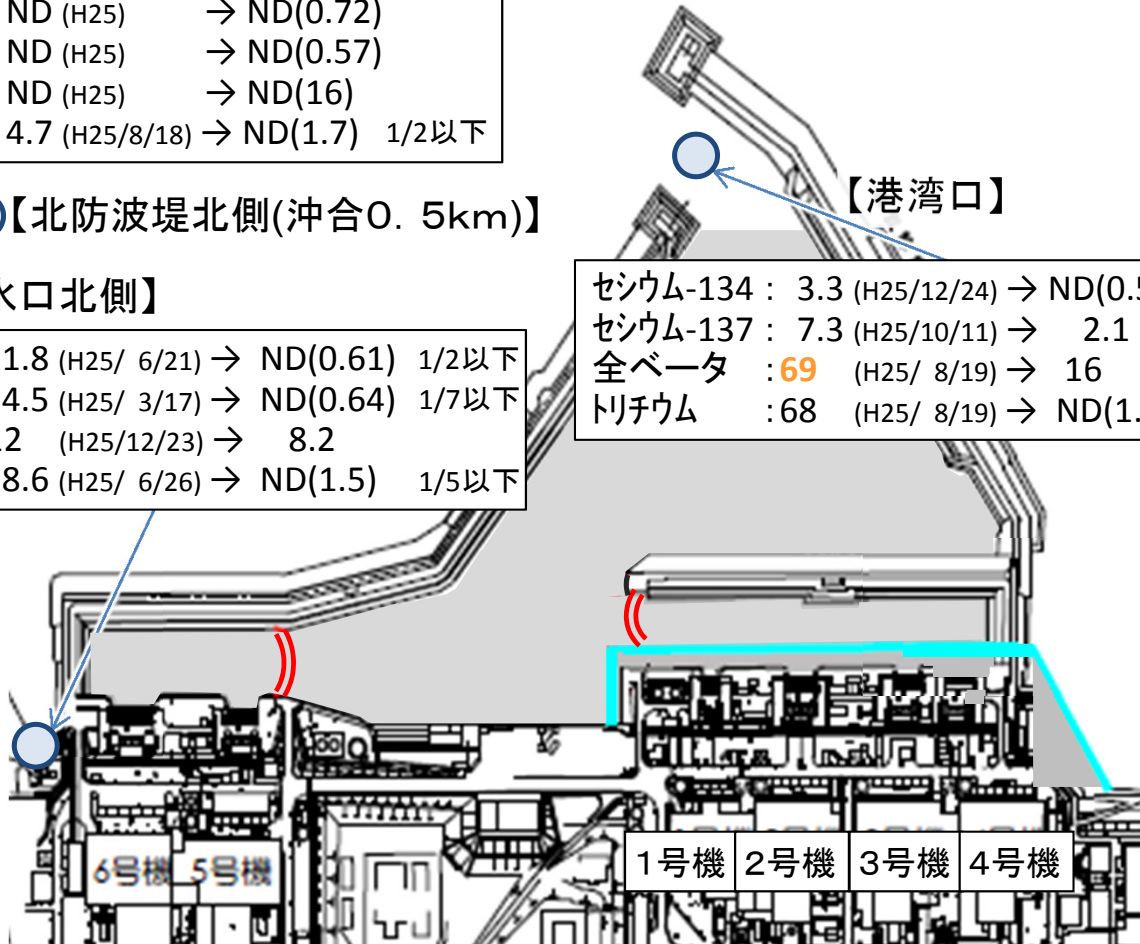 ND (H25) → ND(0.72)
ND (H25) → ND(0.57)
ND (H25) → ND(16)
4.7 (H25/8/18) → ND(1.7) 1/2以下
【北防波堤北側(沖合0.5km)】
【港湾口】
水口北側】
セシウム-134 : 3.3 (H25/12/24) → ND(0.5
セシウム-137 : 7.3 (H25/10/11) → 2.1
全ベータ :69 (H25/ 8/19) → 16
トリチウム :68 (H25/ 8/19) → ND(1.
1.8 (H25/ 6/21) → ND(0.61) 1/2以下
4.5 (H25/ 3/17) → ND(0.64) 1/7以下
2 (H25/12/23) → 8.2
8.6 (H25/ 6/26) → ND(1.5) 1/5以下
6号機 5号機
1号機 2号機 3号機 4号機